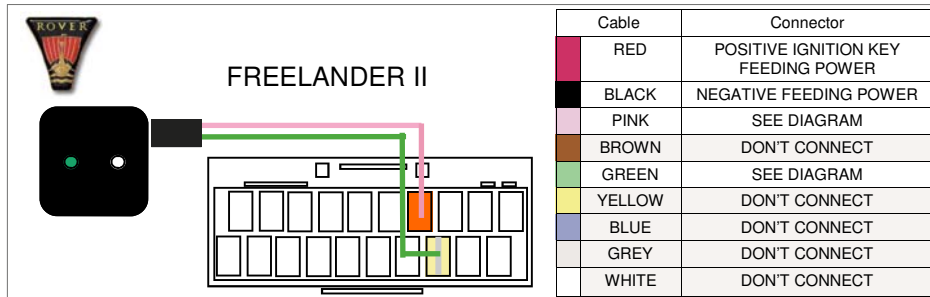 ROVER
FREELANDER II
Cable Connector
RED POSITIVE IGNITION KEY
FEEDING POWER
BLACK NEGATIVE FEEDING POWER
PINK SEE DIAGRAM
BROWN DON'T CONNECT
GREEN SEE DIAGRAM
YELLOW DON'T CONNECT
BLUE DON'T CONNECT
GREY DON'T CONNECT
WHITE DON'T CONNECT